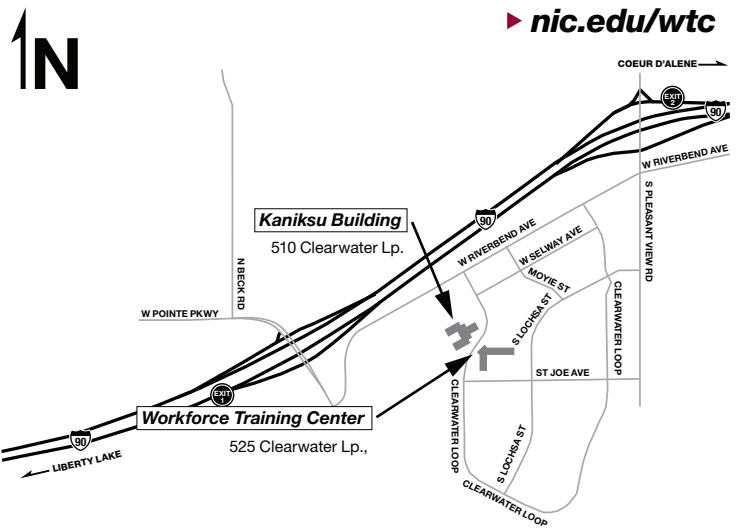 nic.edu/wtc
N
COEUR D'ALENE
EXIT
2
90
W RIVERBEND AVE
S PLEASANT VIEW RD
Kaniksu Building
510 Clearwater Lp.
90
W RIVERBEND AVE
W SELWAY AVE
MOYIE ST
N BECK RD
W POINTE PKWY
S LOCHSA ST
CLEARWATER LOOP
ST JOE AVE
EXIT
1
Workforce Training Center
525 Clearwater Lp.,
CLEARWATER LOOP
90
LIBERTY LAKE
S LOCHSA ST
CLEARWATER LOOP